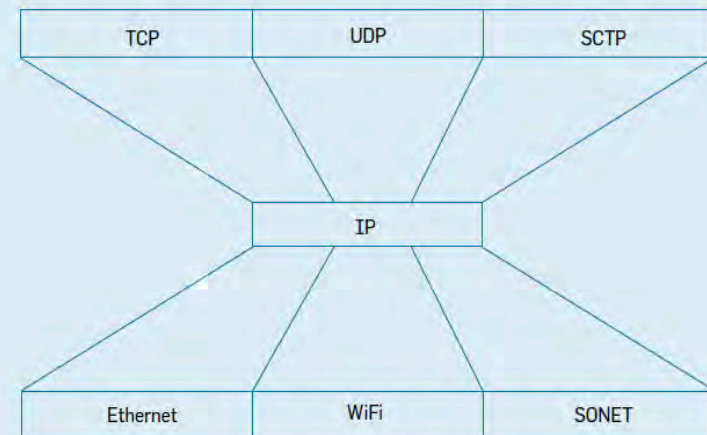 TCP
UDP
SCTP
IP
Ethernet
WiFi
SONET